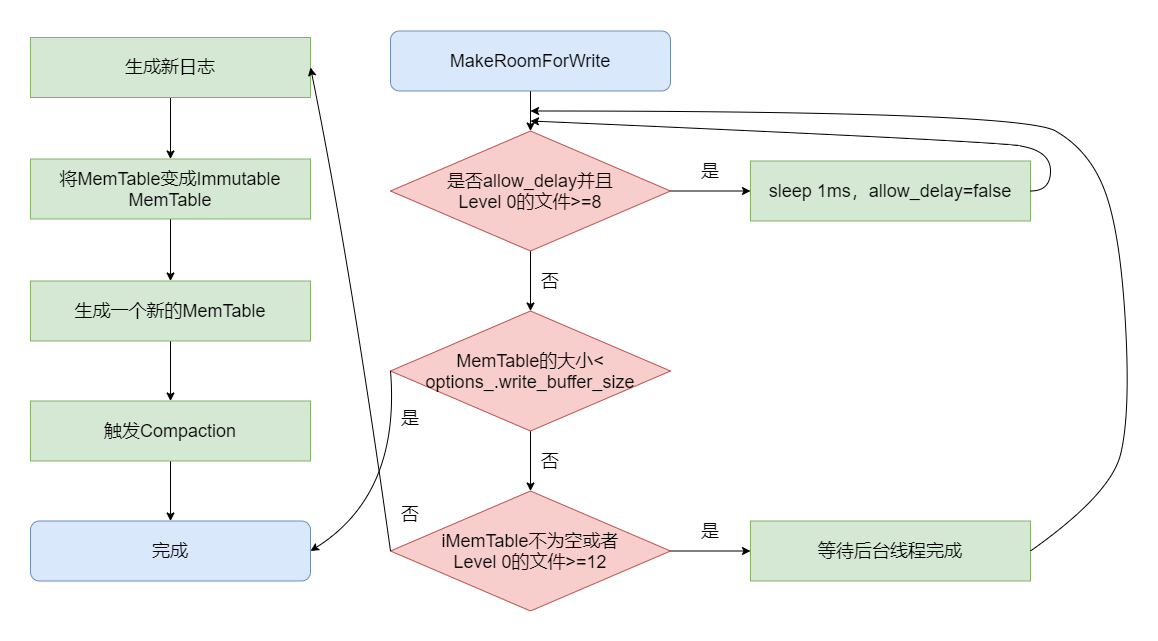 生成新日志
将MemTable变成Immutable
MemTable
生成一个新的MemTable
触发Compaction
完成
MakeRoomForWrite
是否allow_delay并且
Level 0的文件>=8
是
sleep 1ms，allow_delay=false
否
MemTable的大小<
options_.write_buffer_size
是
否
否
iMemTable不为空或者
Level 0的文件>=12
是
等待后台线程完成